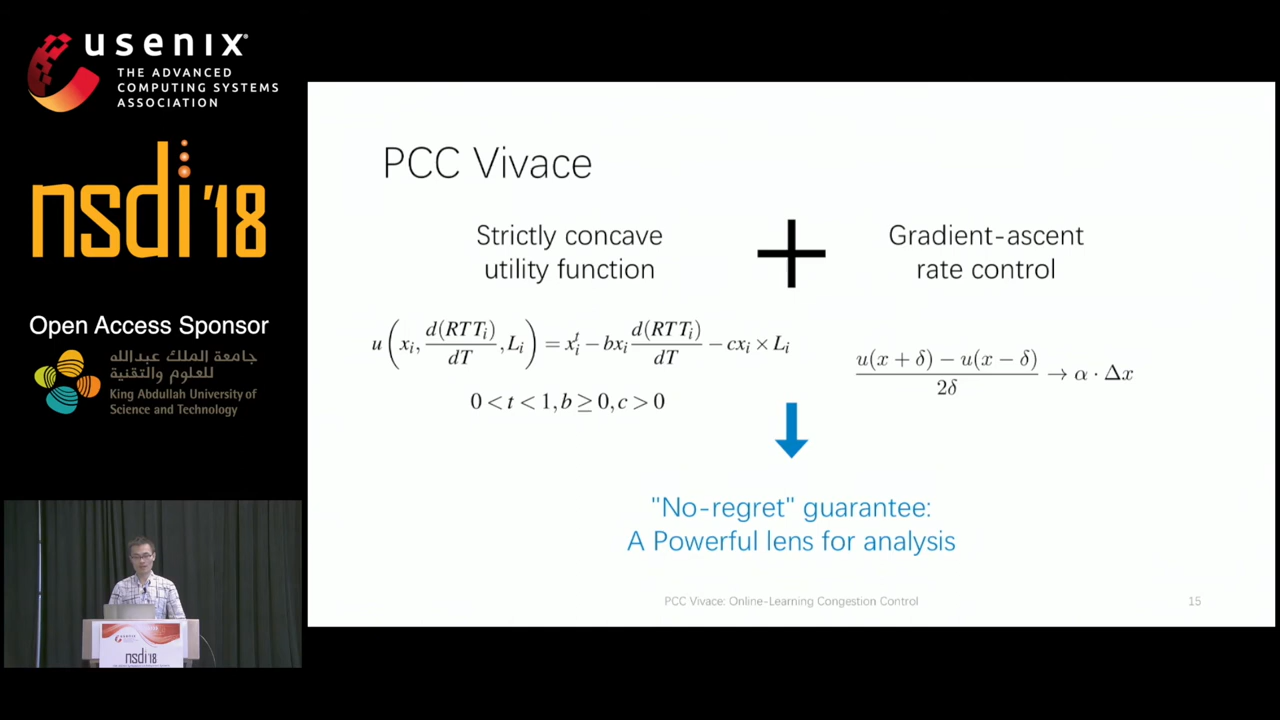 usenix
THE ADVANCED
COMPUTING SYSTEMS
ASSOCIATION
nsdi '18
Open Access Sponsor
جامعة الملك عبدالله
للعلوم والتقنية
King Abdullah University of
Science and Technology
usenix
nsdi'18
PCC Vivace
Strictly concave
utility function
+
Gradient-ascent
rate control
u(x_i, d(RTT_i)/dT, L_i) = x_i^t − bx_i d(RTT_i)/dT − cx_i × L_i
0 < t < 1, b ≥ 0, c > 0
(u(x + δ) − u(x − δ))/2δ → α · Δx
"No-regret" guarantee:
A Powerful lens for analysis
PCC Vivace: Online-Learning Congestion Control
15